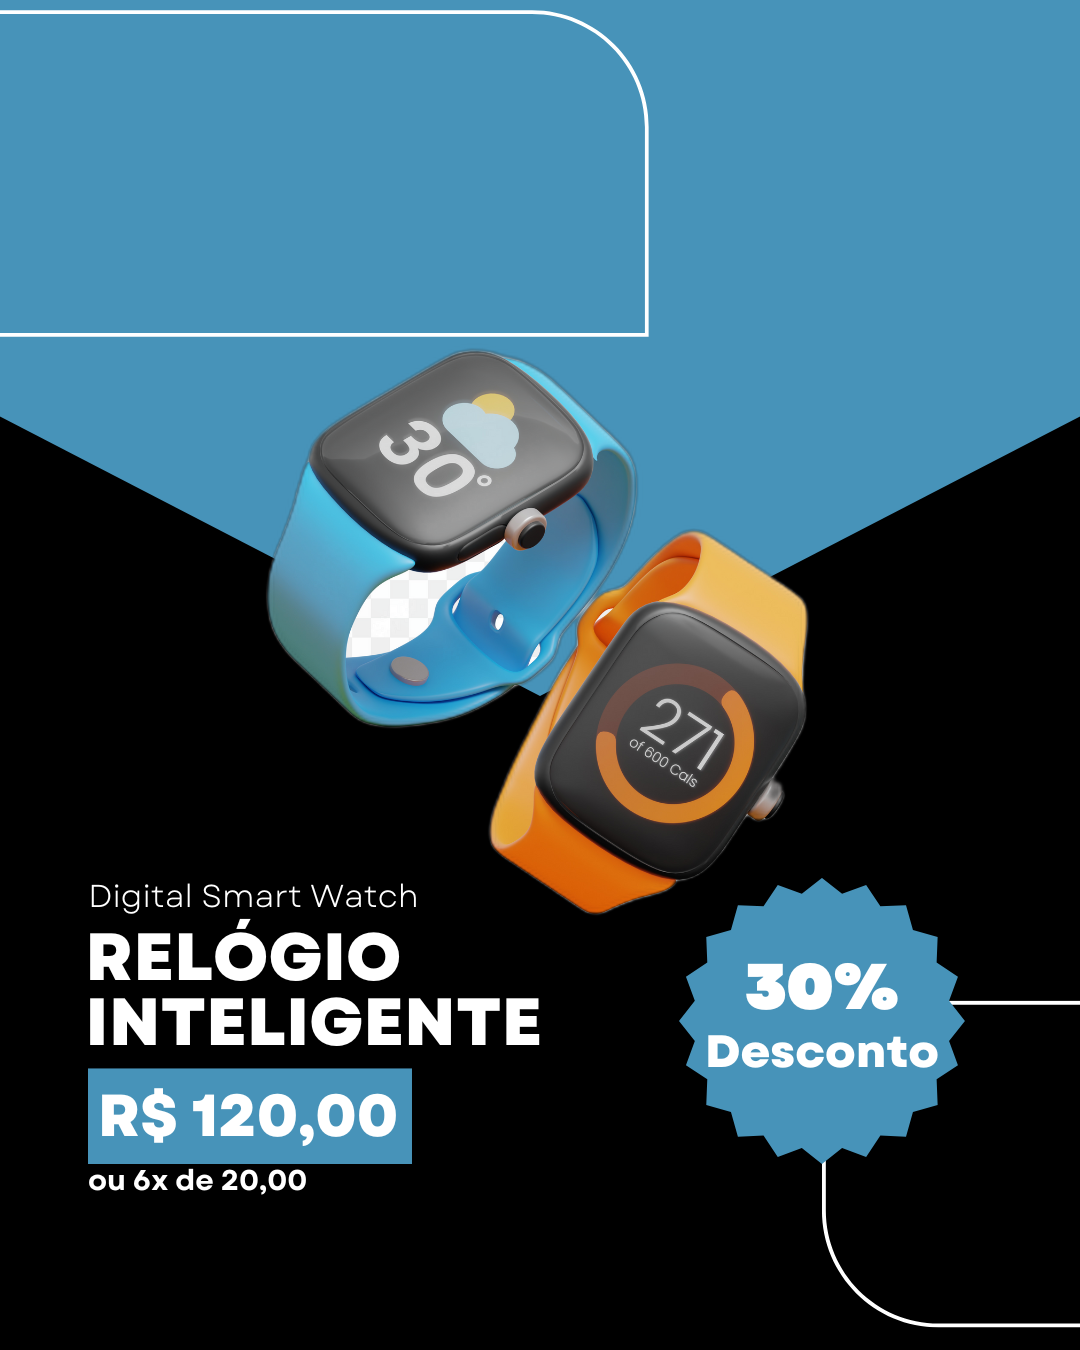 30°
271
of 600 Cals
Digital Smart Watch
RELÓGIO
INTELIGENTE
R$ 120,00
ou 6x de 20,00
30%
Desconto